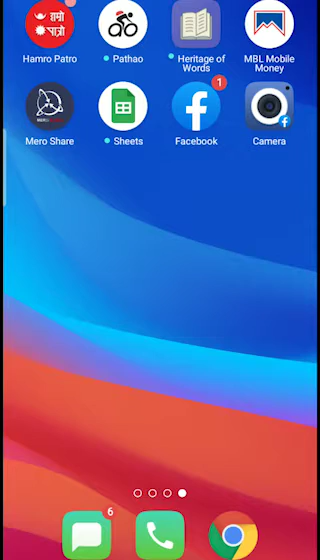 हाम्रो
पात्रो
Hamro Patro
Pathao
Heritage of
Words
MBL Mobile
Money
1
Mero Share
Sheets
Facebook
Camera
6